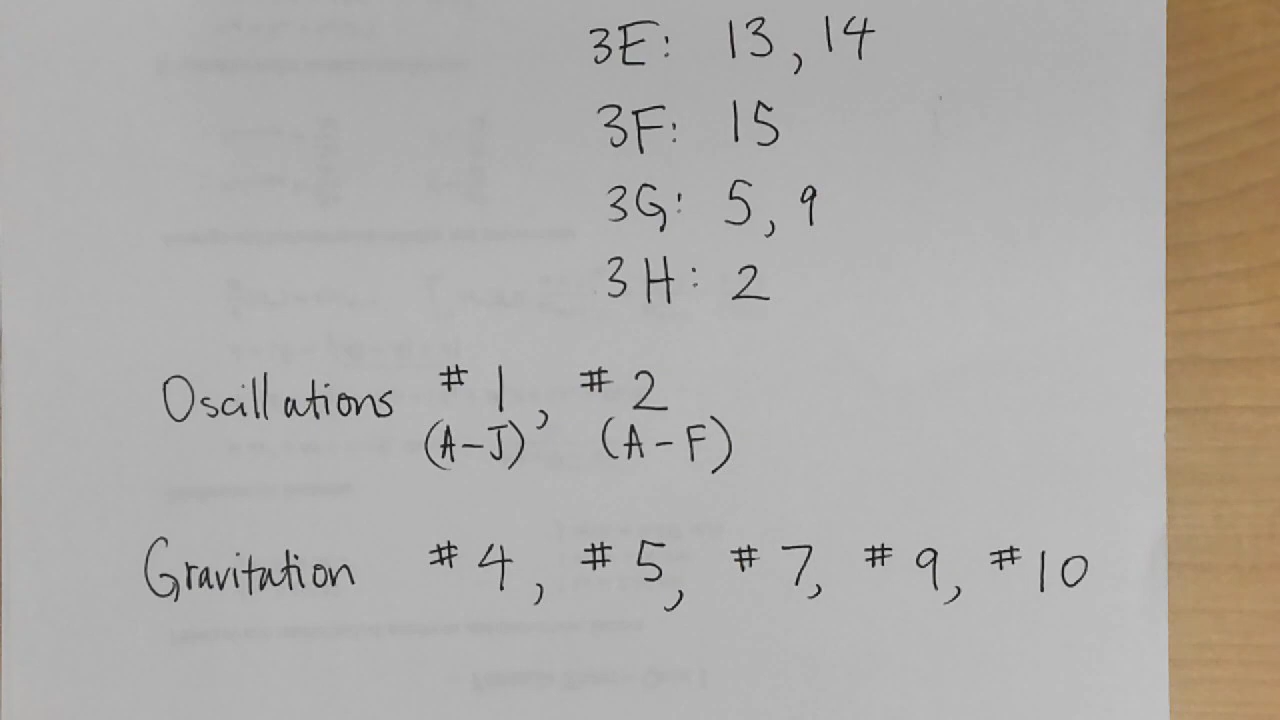 3E: 13, 14
3F: 15
3G: 5, 9
3H: 2
Oscillations #1, #2
(A-J) (A-F)
Gravitation #4, #5, #7, #9, #10